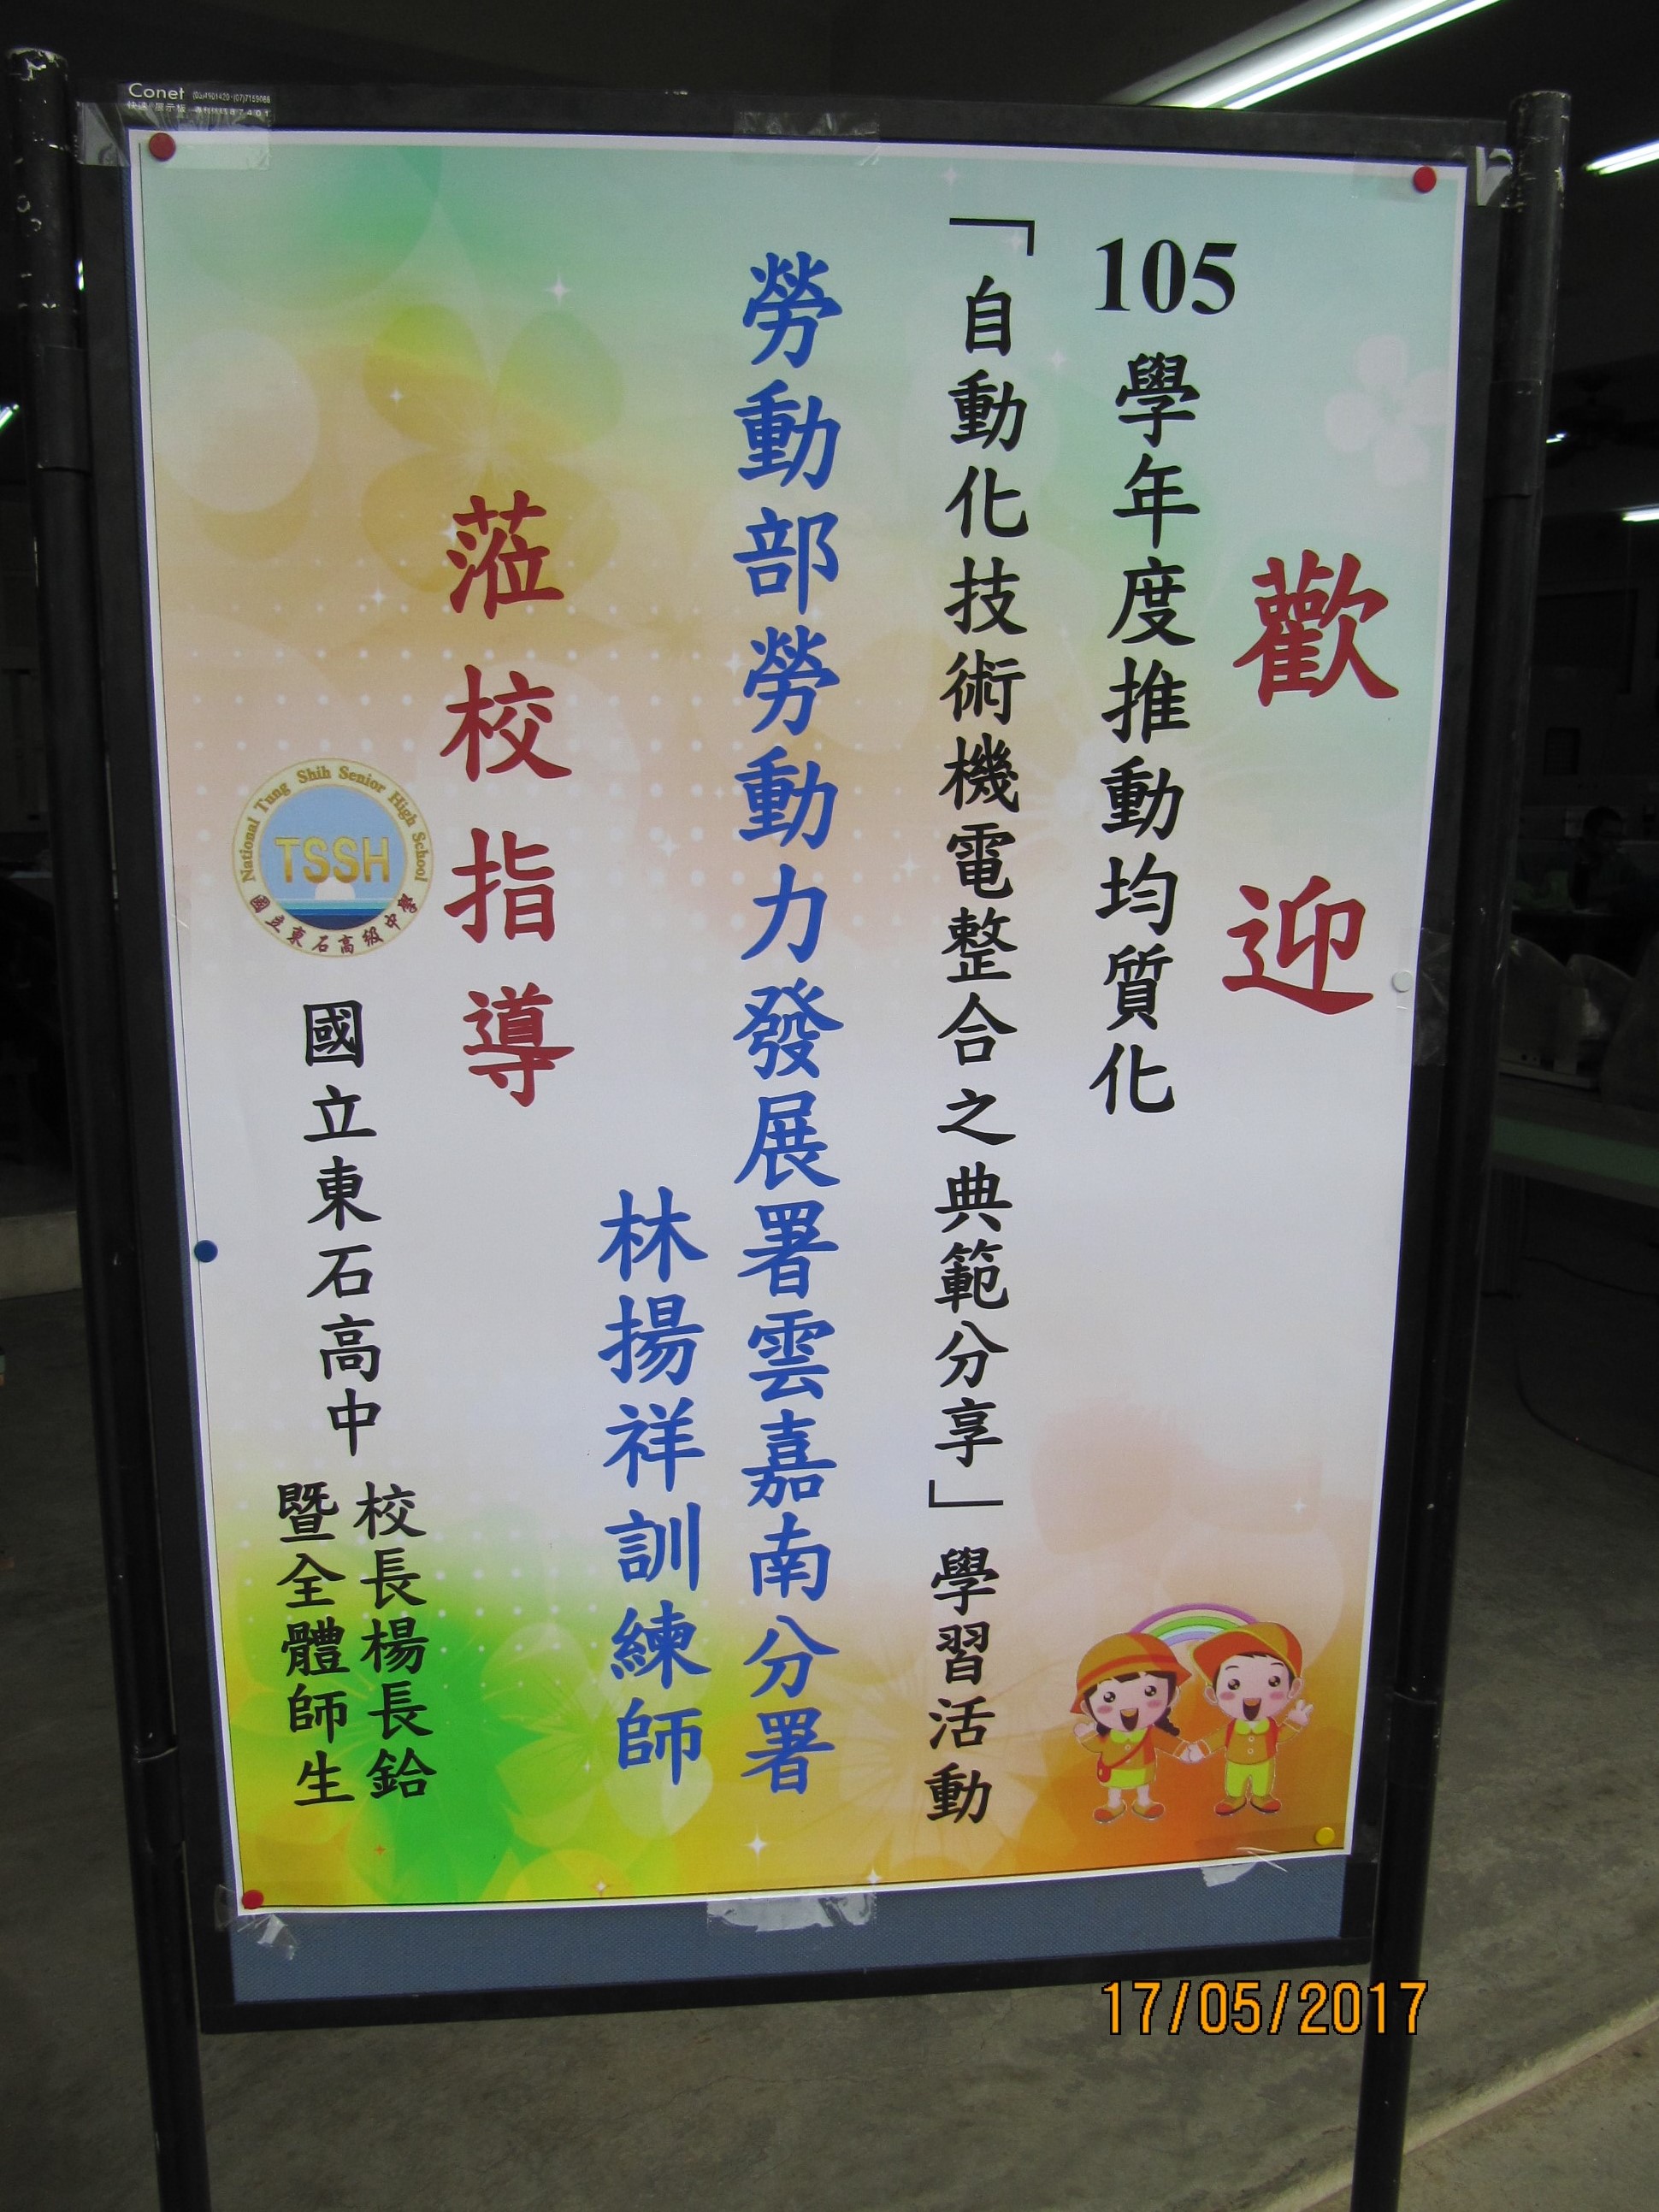 Conet
歡迎
105學年度推動均質化
「自動化技術機電整合之典範分享」學習活動
勞動部勞動力發展署雲嘉南分署
林揚祥訓練師
蒞校指導
National Tung Shih Senior High School
TSSH
國立東石高級中學
國立東石高中
校長楊長鉿
暨全體師生
17/05/2017